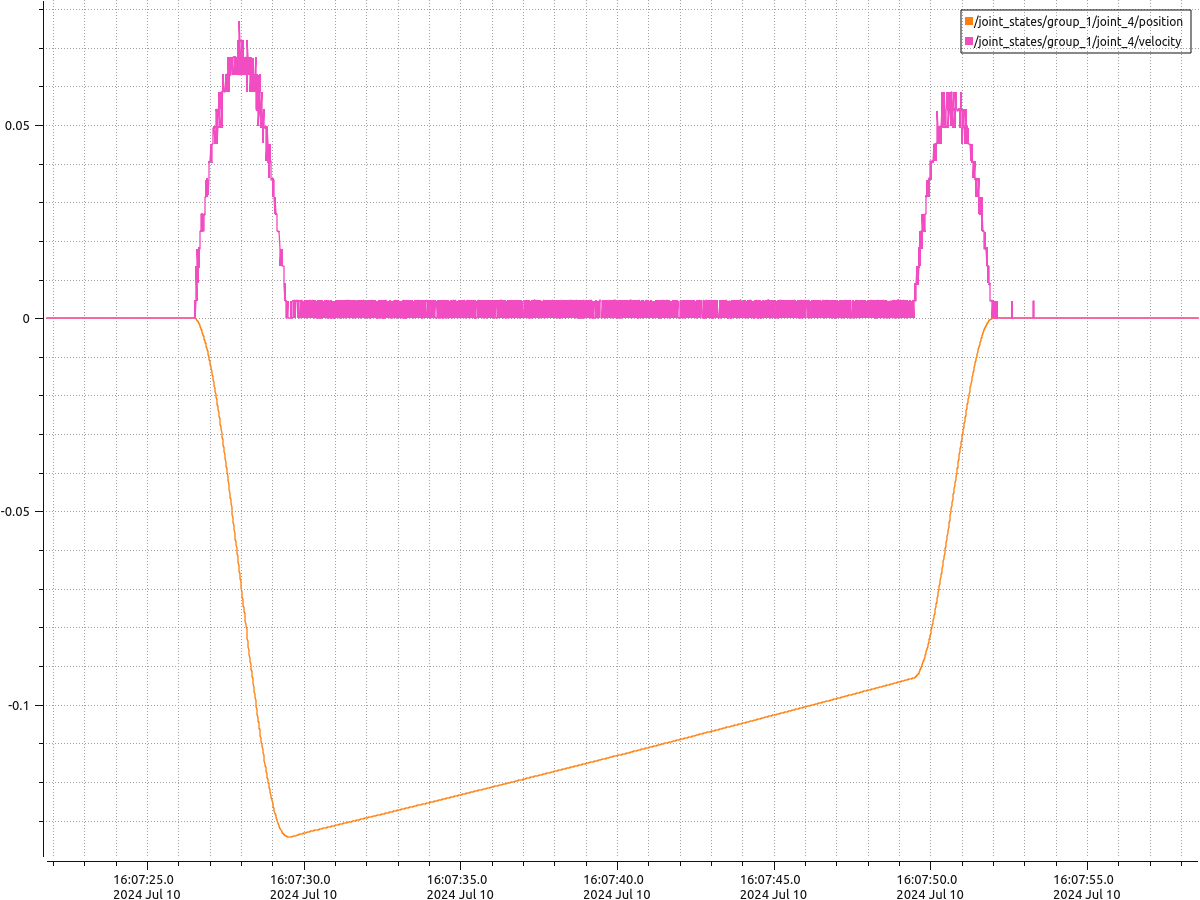 /joint_states/group_1/joint_4/position
/joint_states/group_1/joint_4/velocity
0.05
0
-0.05
-0.1
16:07:25.0 16:07:30.0 16:07:35.0 16:07:40.0 16:07:45.0 16:07:50.0 16:07:55.0
2024 Jul 10 2024 Jul 10 2024 Jul 10 2024 Jul 10 2024 Jul 10 2024 Jul 10 2024 Jul 10